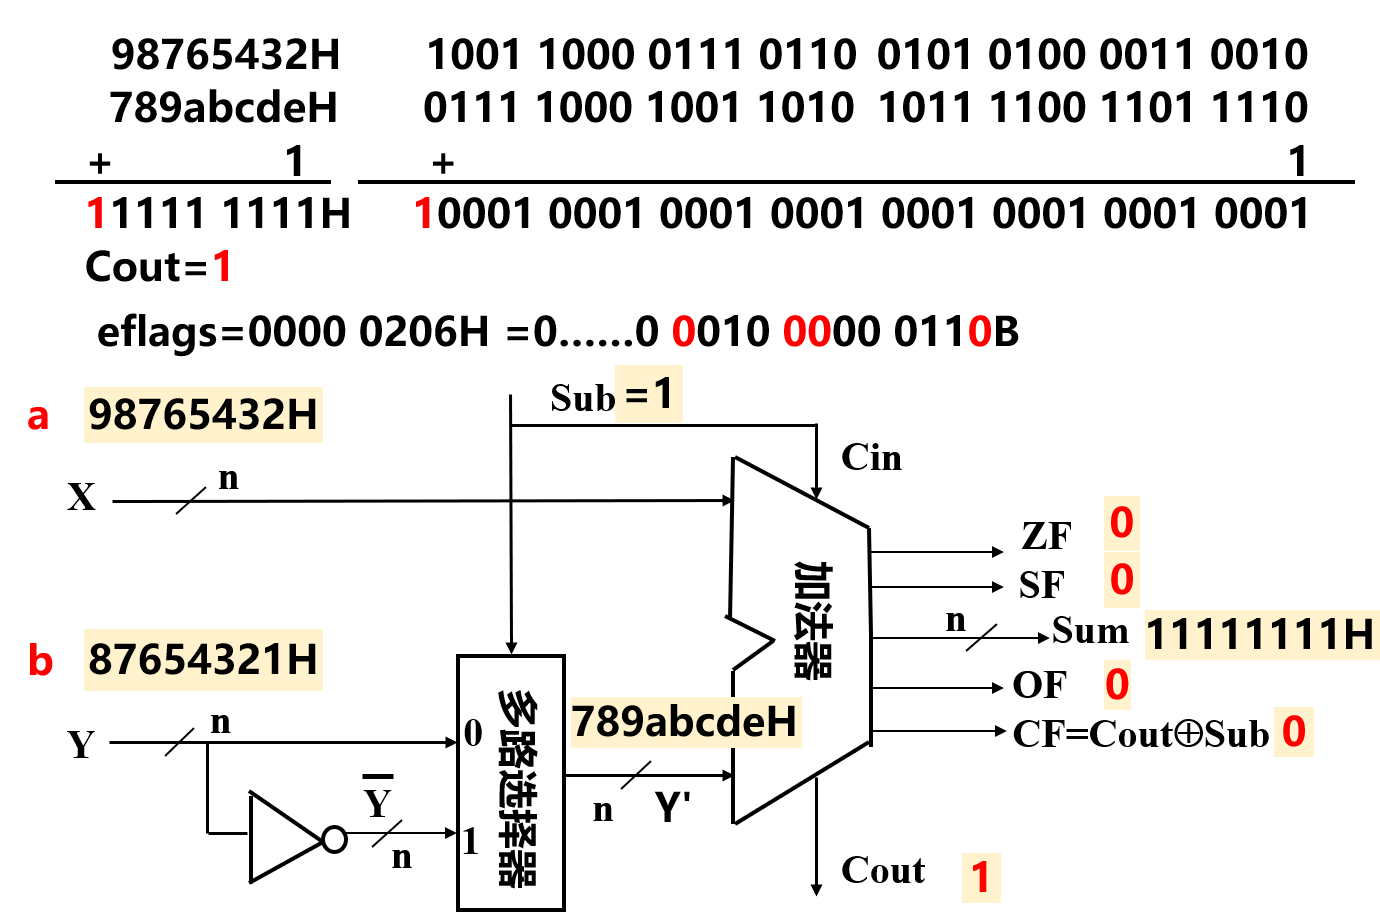 98765432H 1001 1000 0111 0110 0101 0100 0011 0010
789abcdeH 0111 1000 1001 1010 1011 1100 1101 1110
+ 1 + 1
11111 1111H 10001 0001 0001 0001 0001 0001 0001 0001
Cout=1
eflags=0000 0206H =0......0 0010 0000 0110B
a 98765432H
Sub =1
Cin
X n
ZF 0
SF 0
n Sum 11111111H
OF 0
CF=Cout⊕Sub 0
加法器
b 87654321H
Y n
0
多路选择器
789abcdeH
n Y'
Y̅
n
1
Cout 1